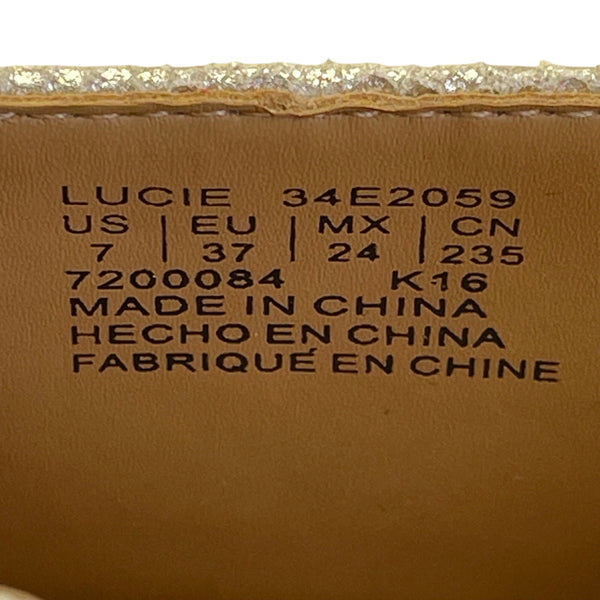 LUCIE 34E2059
US | EU | MX | CN
7 | 37 | 24 | 235
7200084 K16
MADE IN CHINA
HECHO EN CHINA
FABRIQUÉ EN CHINE